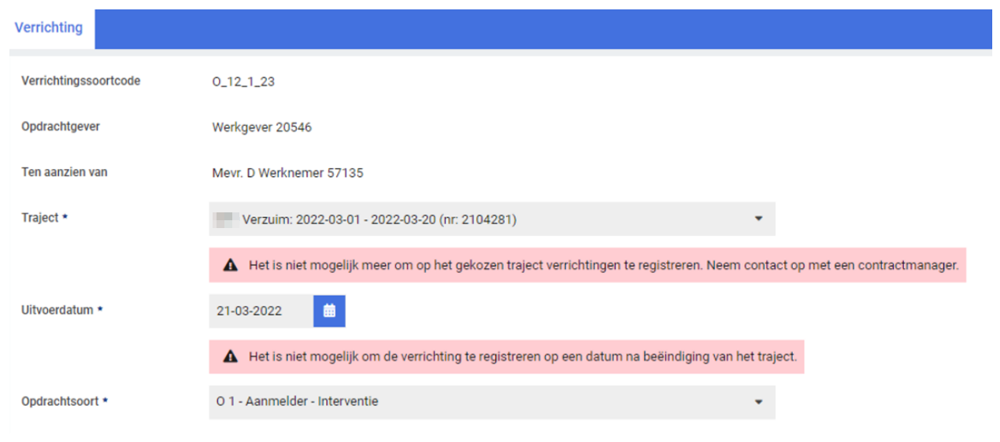 Verrichting
Verrichtingssoortcode O_12_1_23
Opdrachtgever Werkgever 20546
Ten aanzien van Mevr. D Werknemer 57135
Traject * Verzuim: 2022-03-01 - 2022-03-20 (nr: 2104281)
Het is niet mogelijk meer om op het gekozen traject verrichtingen te registreren. Neem contact op met een contractmanager.
Uitvoerdatum * 21-03-2022
Het is niet mogelijk om de verrichting te registreren op een datum na beëindiging van het traject.
Opdrachtsoort * O 1 - Aanmelder - Interventie